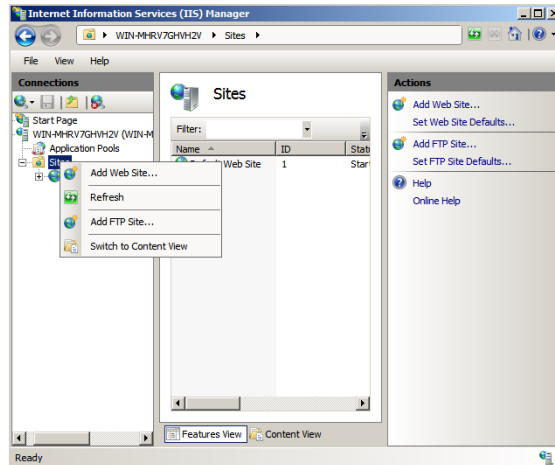 Internet Information Services (IIS) Manager
WIN-MHRV7GHVH2V Sites
File View Help
Connections
Start Page
WIN-MHRV7GHVH2V (WIN-M
Application Pools
Sites
Add Web Site...
Refresh
Add FTP Site...
Switch to Content View
Sites
Filter:
Name ID Stat
Default Web Site 1 Star
Features View Content View
Actions
Add Web Site...
Set Web Site Defaults...
Add FTP Site...
Set FTP Site Defaults...
Help
Online Help
Ready